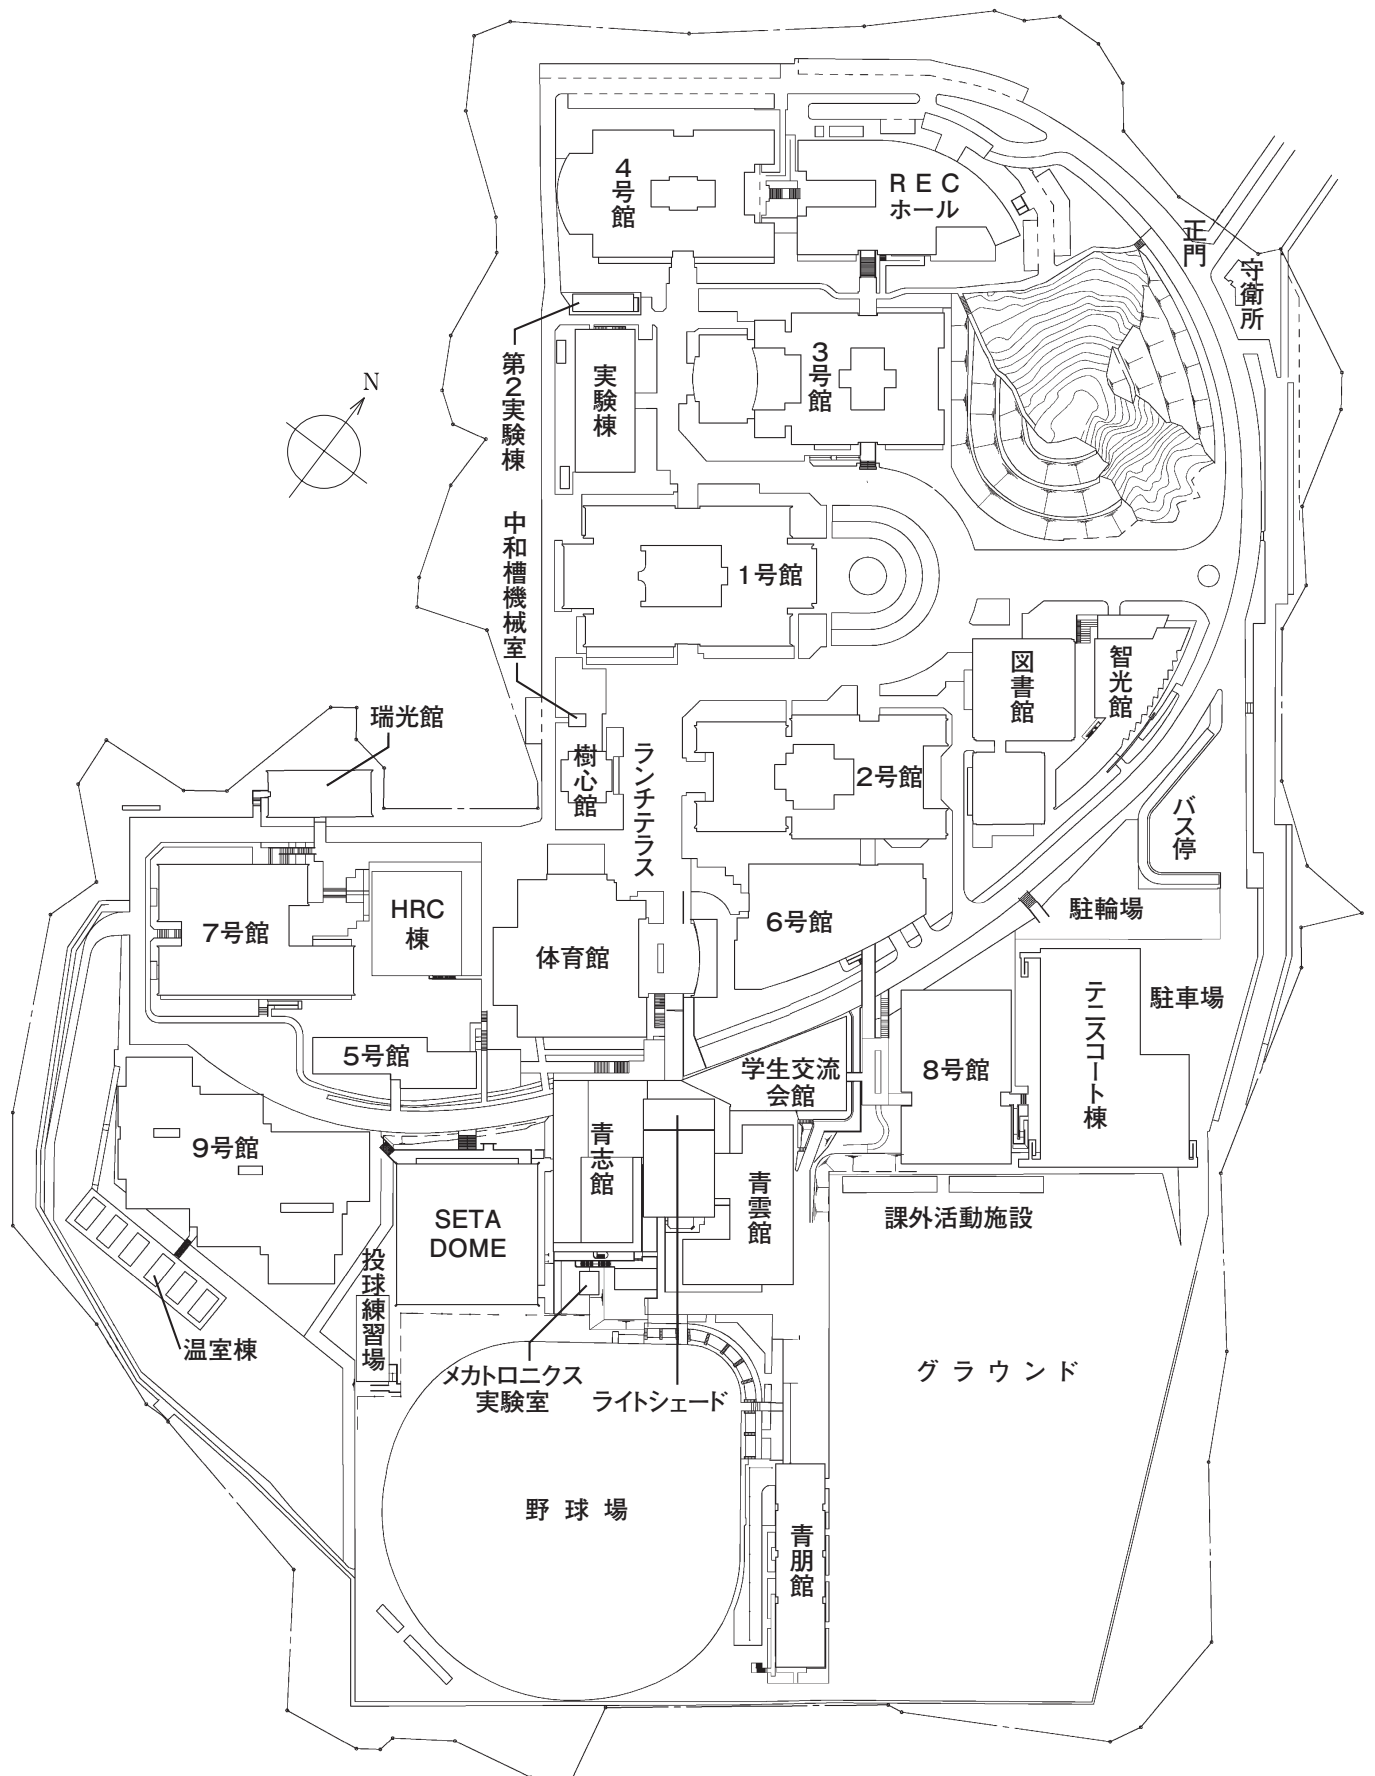 4号館
REC
ホール
正門
守衛所
第2実験棟
実験棟
3号館
N
中和槽機械室
1号館
図書館
智光館
瑞光館
樹心館
ランチテラス
2号館
バス停
7号館
HRC
棟
体育館
6号館
駐輪場
テニスコート棟
駐車場
5号館
学生交流
会館
8号館
9号館
青志館
青雲館
SETA
DOME
課外活動施設
投球練習場
温室棟
メカトロニクス
実験室
ライトシェード
グラウンド
野球場
青朋館